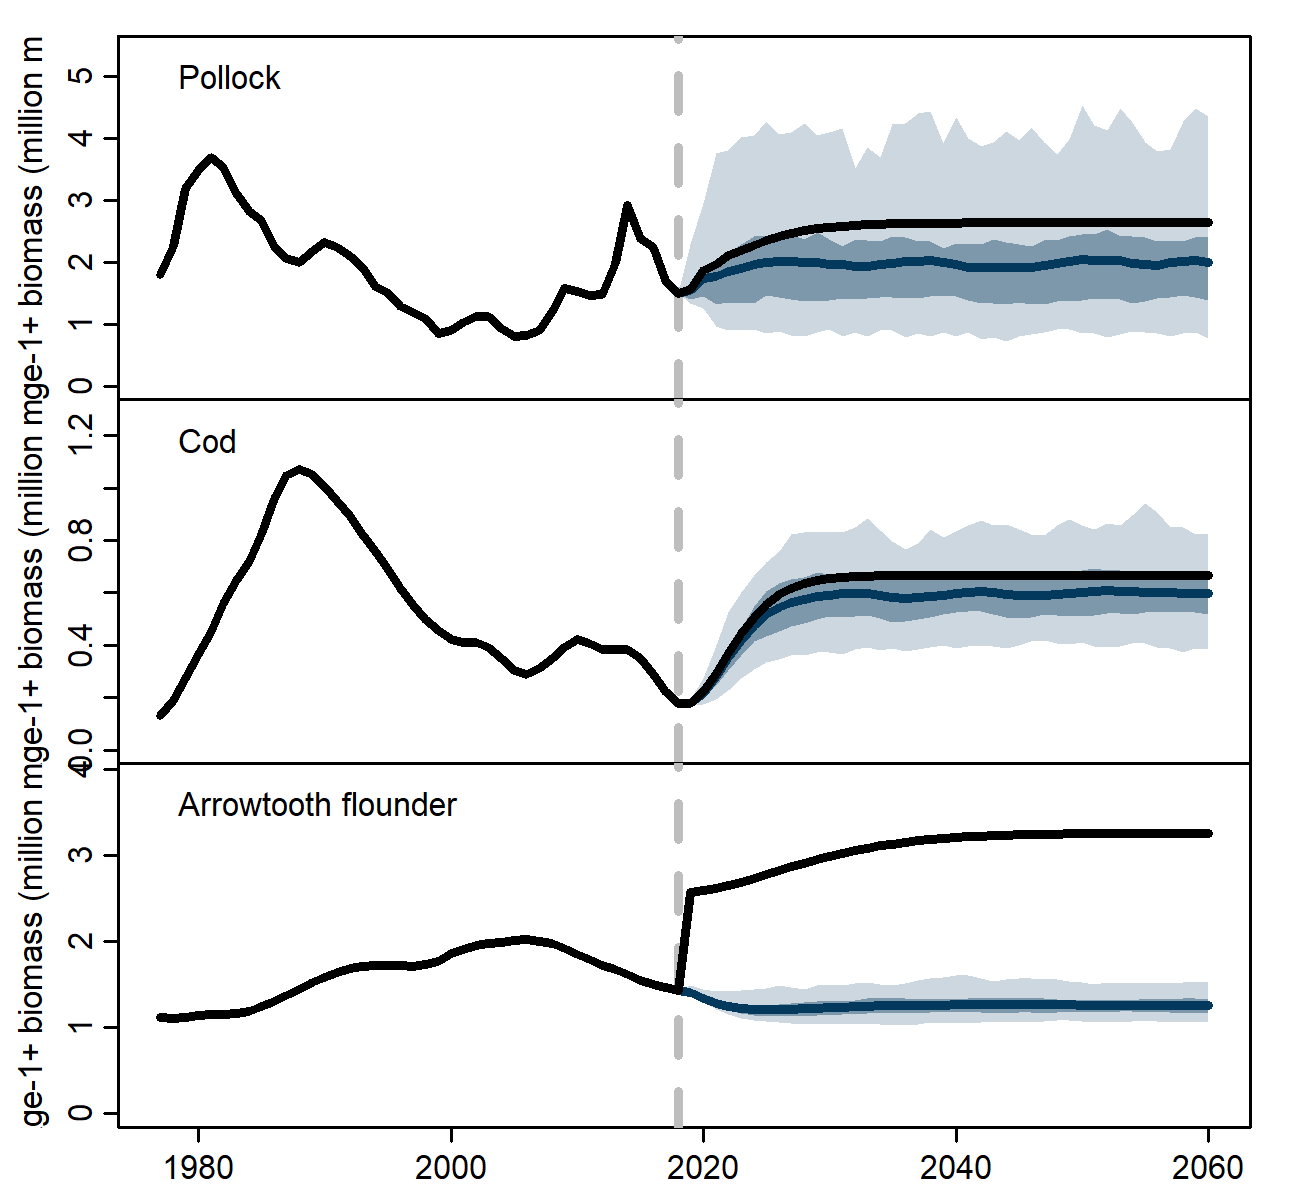 Pollock
ge-1+ biomass (million m
5
4
3
2
1
0
Cod
ge-1+ biomass (million m
1.2
0.8
0.4
0.0
Arrowtooth flounder
ge-1+ biomass (million m
4
3
2
1
0
1980 2000 2020 2040 2060